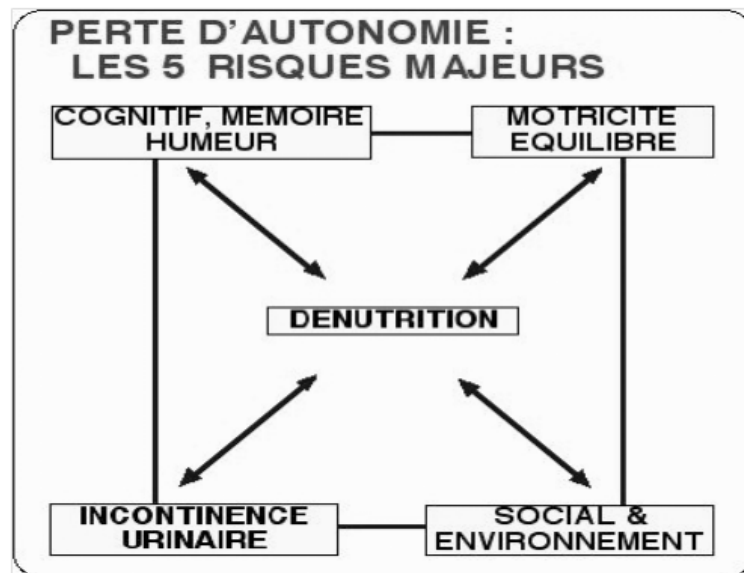 PERTE D'AUTONOMIE :
LES 5 RISQUES MAJEURS
COGNITIF, MEMOIRE
HUMEUR
MOTRICITE
EQUILIBRE
DENUTRITION
INCONTINENCE
URINAIRE
SOCIAL &
ENVIRONNEMENT